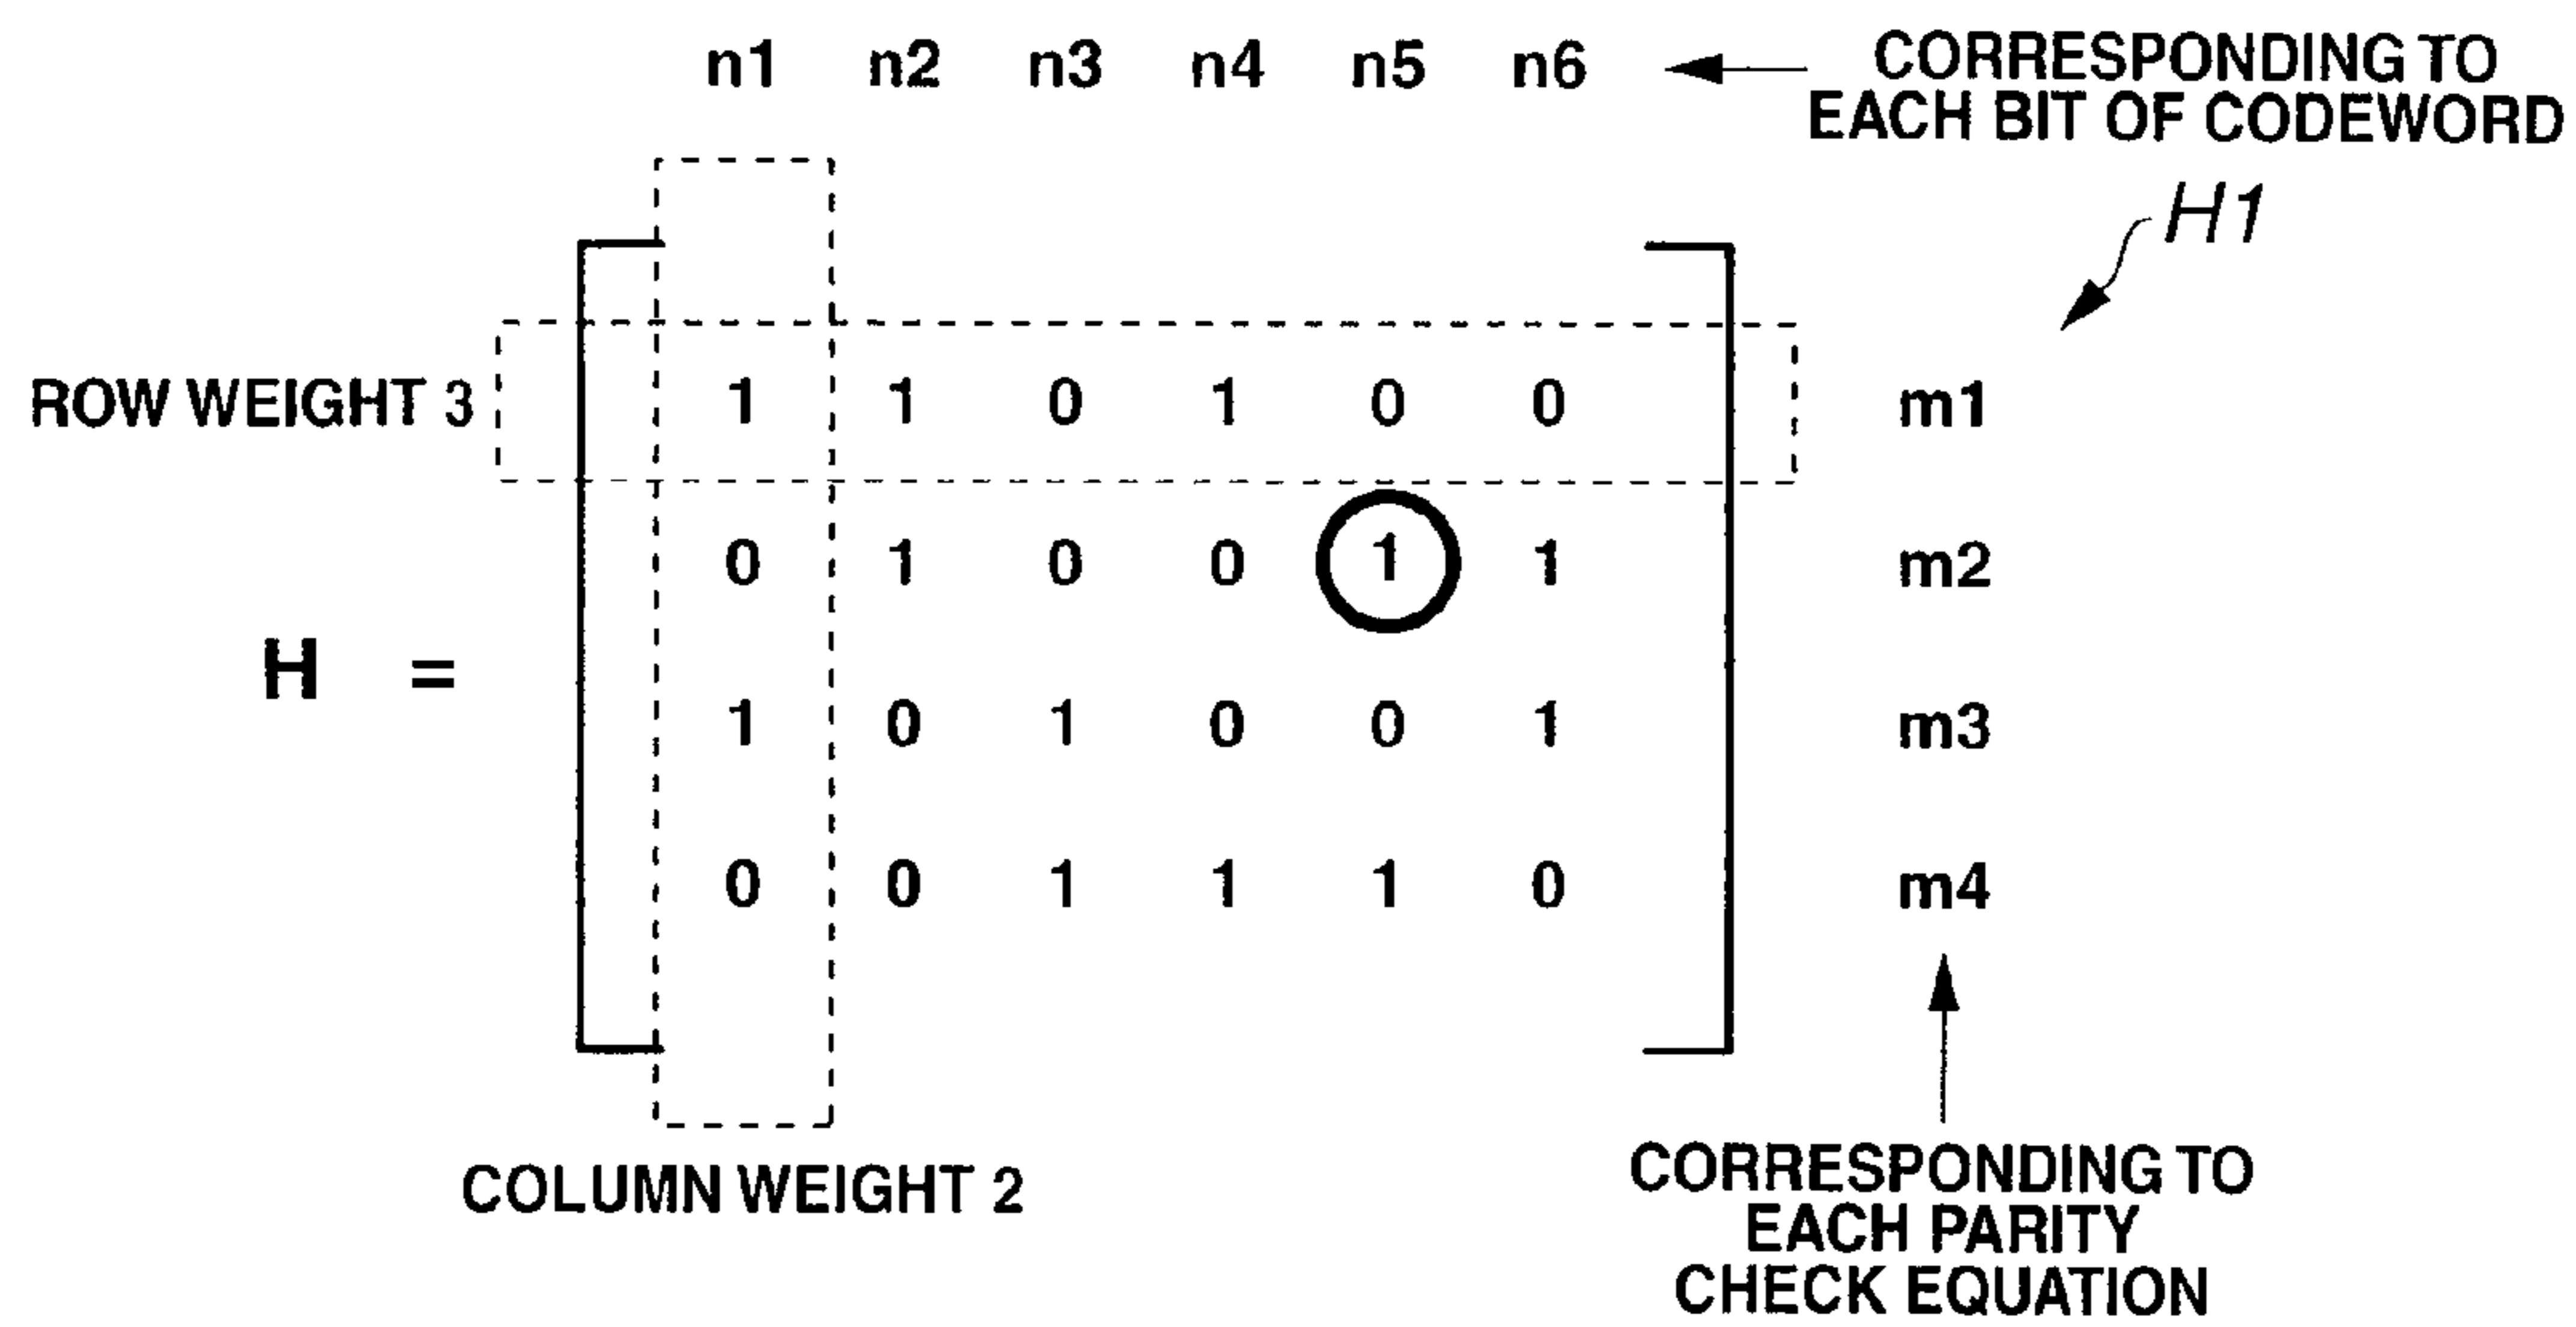 n1 n2 n3 n4 n5 n6
CORRESPONDING TO
EACH BIT OF CODEWORD
H1
ROW WEIGHT 3
1 1 0 1 0 0 m1
0 1 0 0 1 1 m2
H =
1 0 1 0 0 1 m3
0 0 1 1 1 0 m4
COLUMN WEIGHT 2
CORRESPONDING TO
EACH PARITY
CHECK EQUATION